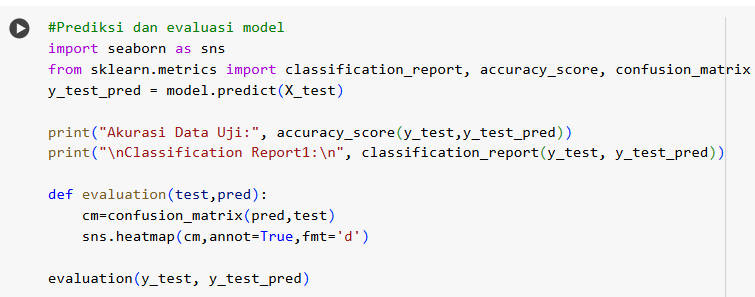 #Prediksi dan evaluasi model
import seaborn as sns
from sklearn.metrics import classification_report, accuracy_score, confusion_matrix
y_test_pred = model.predict(X_test)

print("Akurasi Data Uji:", accuracy_score(y_test,y_test_pred))
print("\nClassification Report1:\n", classification_report(y_test, y_test_pred))

def evaluation(test,pred):
    cm=confusion_matrix(pred,test)
    sns.heatmap(cm,annot=True,fmt='d')

evaluation(y_test, y_test_pred)